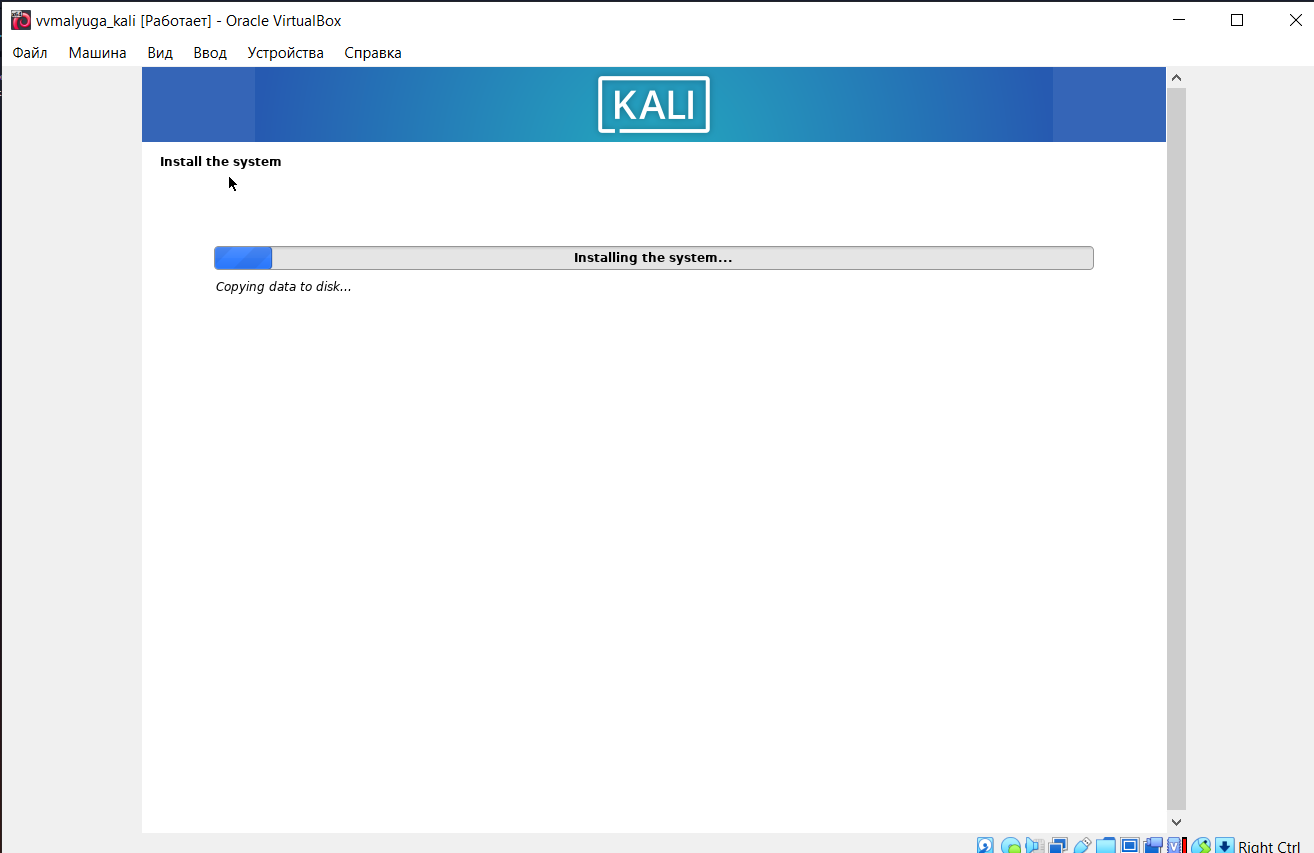 vvmalyuga_kali [Работает] - Oracle VirtualBox
Файл Машина Вид Ввод Устройства Справка
KALI
Install the system
Installing the system...
Copying data to disk...
Right Ctrl